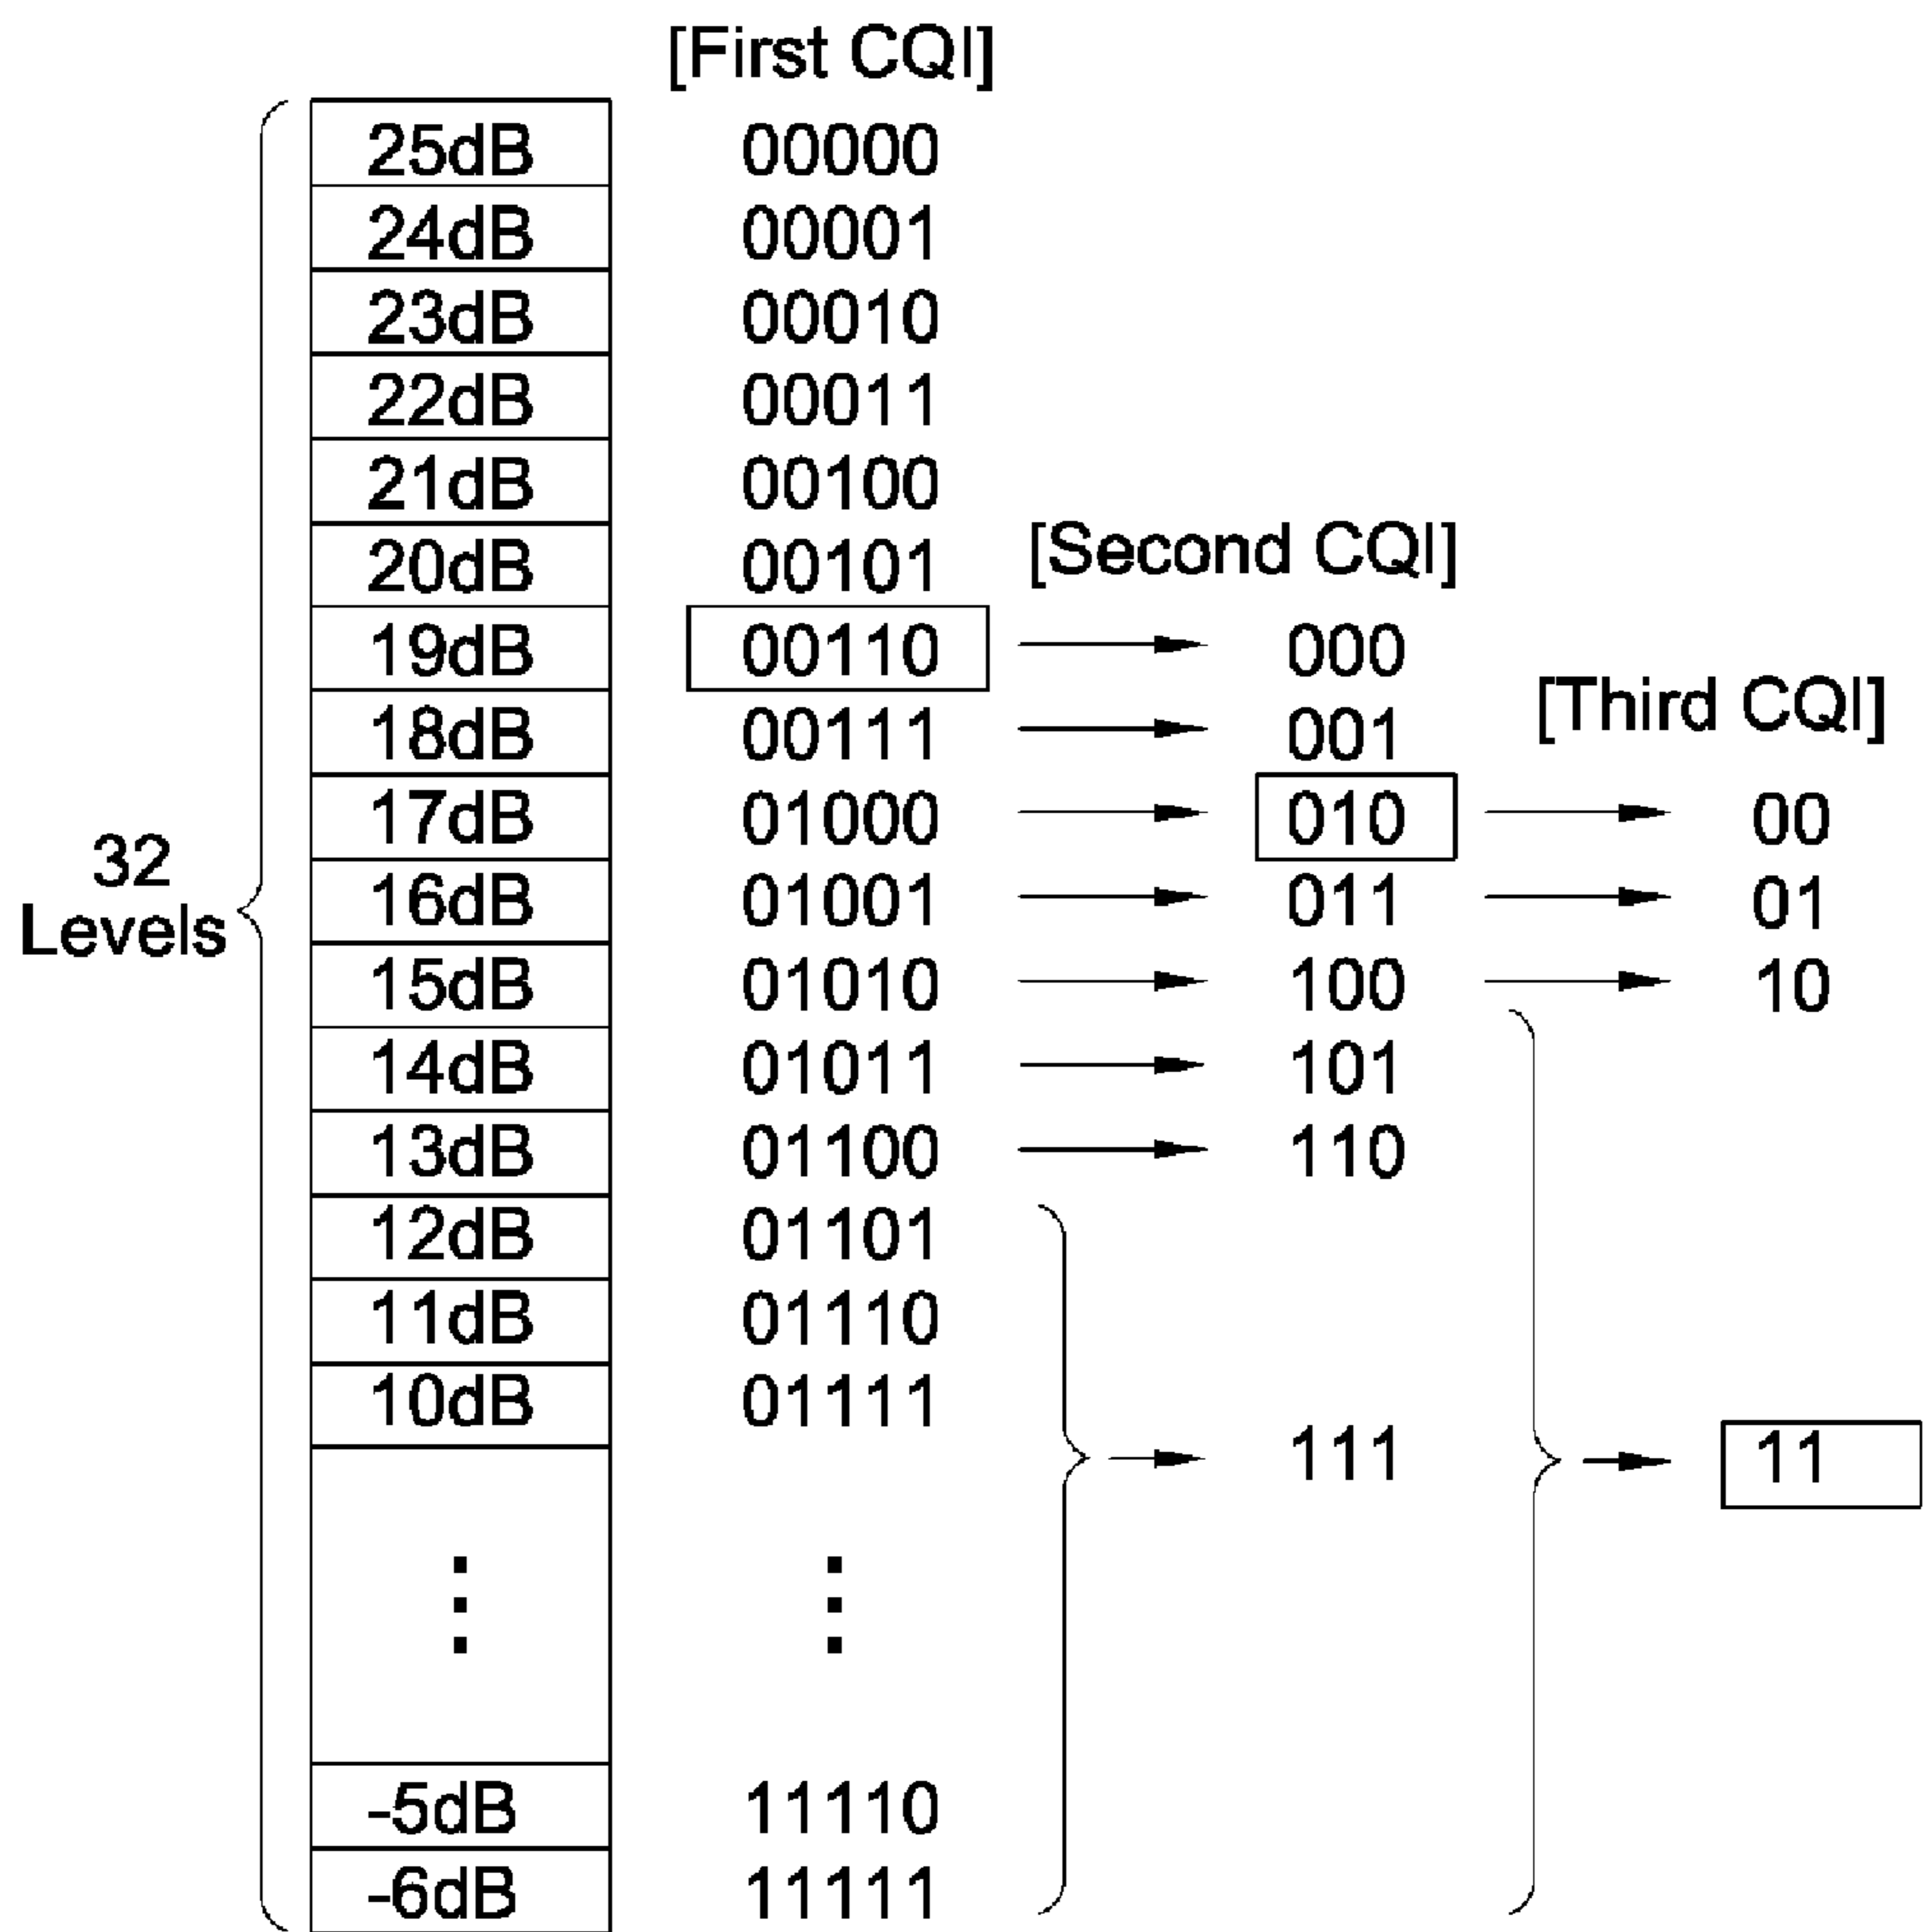 [First CQI]
25dB 00000
24dB 00001
23dB 00010
22dB 00011
21dB 00100
20dB 00101
[Second CQI]
19dB 00110 000
18dB 00111 001
[Third CQI]
17dB 01000 010 00
32
Levels
16dB 01001 011 01
15dB 01010 100 10
14dB 01011 101
13dB 01100 110
12dB 01101
11dB 01110
10dB 01111
111 11
-5dB 11110
-6dB 11111